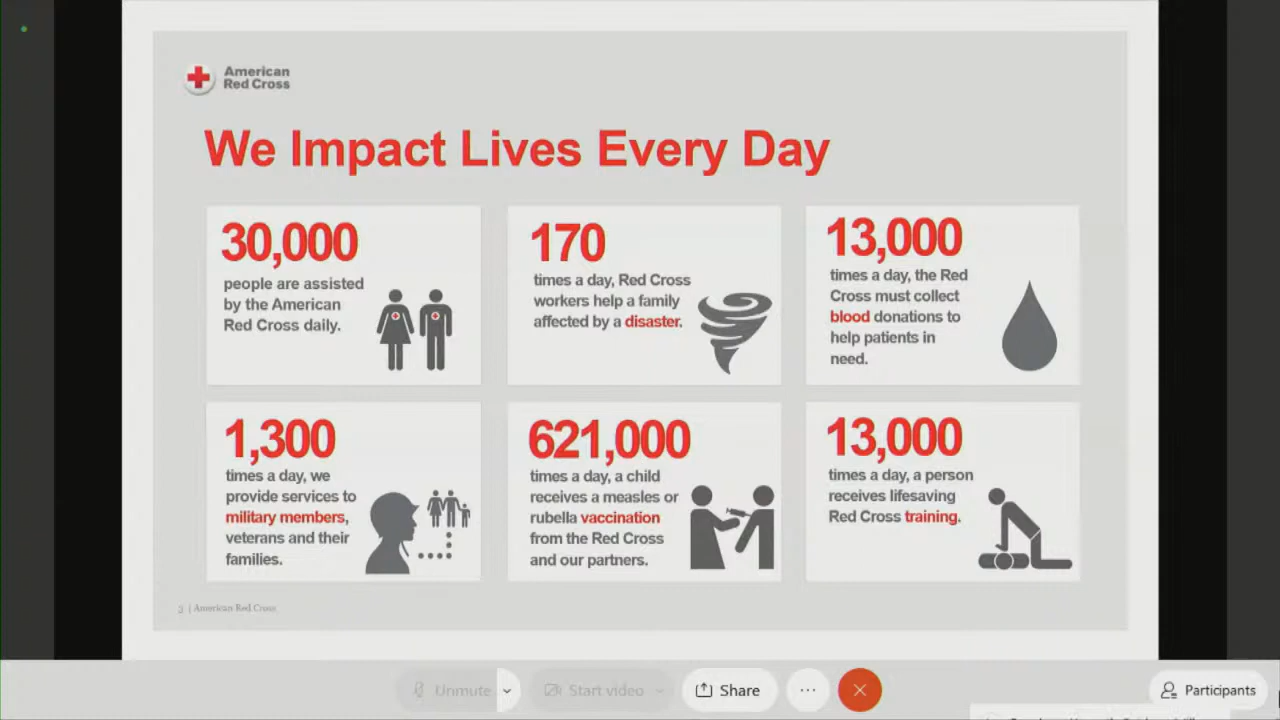 American
Red Cross
We Impact Lives Every Day
30,000
people are assisted
by the American
Red Cross daily.
170
times a day, Red Cross
workers help a family
affected by a disaster.
13,000
times a day, the Red
Cross must collect
blood donations to
help patients in
need.
1,300
times a day, we
provide services to
military members,
veterans and their
families.
621,000
times a day, a child
receives a measles or
rubella vaccination
from the Red Cross
and our partners.
13,000
times a day, a person
receives lifesaving
Red Cross training.
3 | American Red Cross
Unmute
Start video
Share
Participants